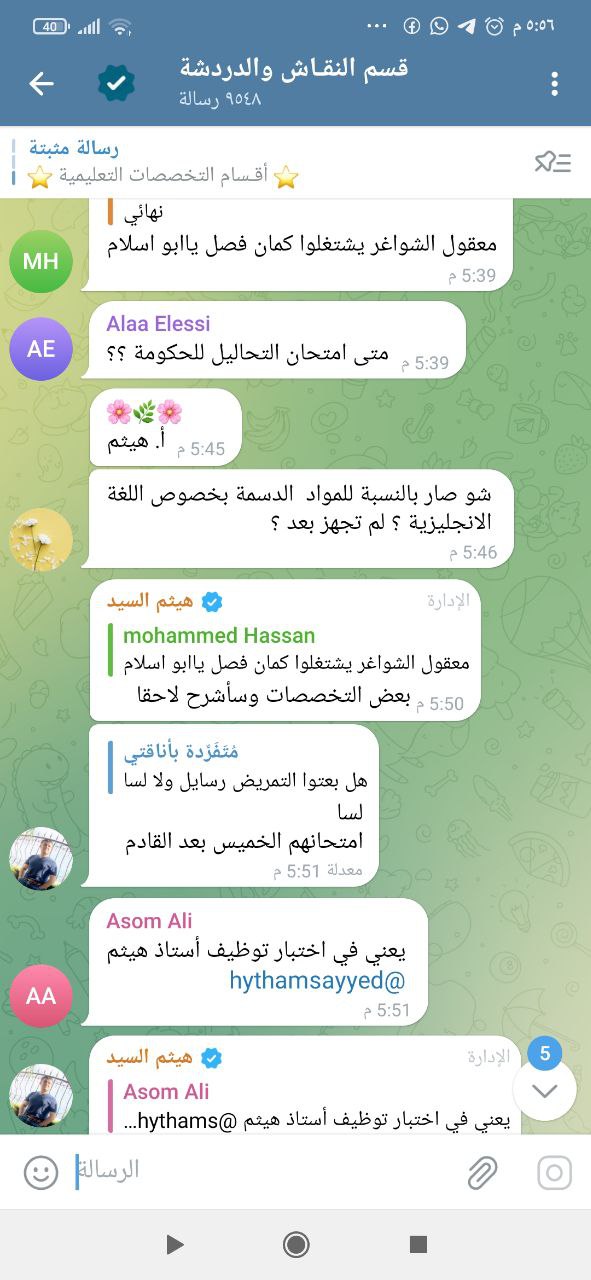 40
٥:٥٦ م
قسم النقاش والدردشة
٩٥٤٨ رسالة
رسالة مثبتة
⭐ أقسام التخصصات التعليمية ⭐
نهائي
معقول الشواغر يشتغلوا كمان فصل ياابو اسلام
5:39 م
MH
Alaa Elessi
متى امتحان التحاليل للحكومة ؟؟
5:39 م
AE
🌸🌿🌸
أ. هيثم
5:45 م
شو صار بالنسبة للمواد الدسمة بخصوص اللغة
الانجليزية ؟ لم تجهز بعد ؟
5:46 م
هيثم السيد
الإدارة
mohammed Hassan
معقول الشواغر يشتغلوا كمان فصل ياابو اسلام
بعض التخصصات وسأشرح لاحقا
5:50 م
مُتَفَرَّدة بأناقتي
هل بعتوا التمريض رسايل ولا لسا
لسا
امتحانهم الخميس بعد القادم
معدلة 5:51 م
Asom Ali
يعني في اختبار توظيف أستاذ هيثم
@hythamsayyed
5:51 م
AA
هيثم السيد
الإدارة
Asom Ali
يعني في اختبار توظيف أستاذ هيثم @hythams...
5
الرسالة